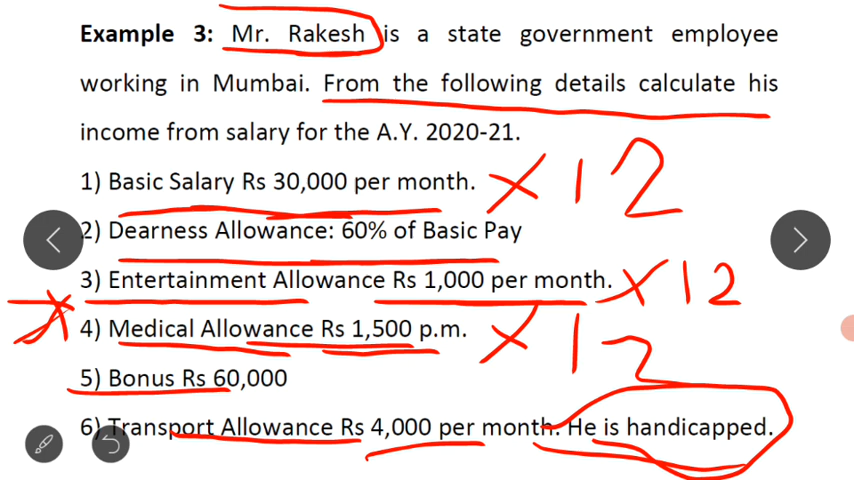 Example 3: Mr. Rakesh is a state government employee
working in Mumbai. From the following details calculate his
income from salary for the A.Y. 2020-21.
1) Basic Salary Rs 30,000 per month. × 12
2) Dearness Allowance: 60% of Basic Pay
3) Entertainment Allowance Rs 1,000 per month. × 12
4) Medical Allowance Rs 1,500 p.m. × 12
5) Bonus Rs 60,000
6) Transport Allowance Rs 4,000 per month. He is handicapped.